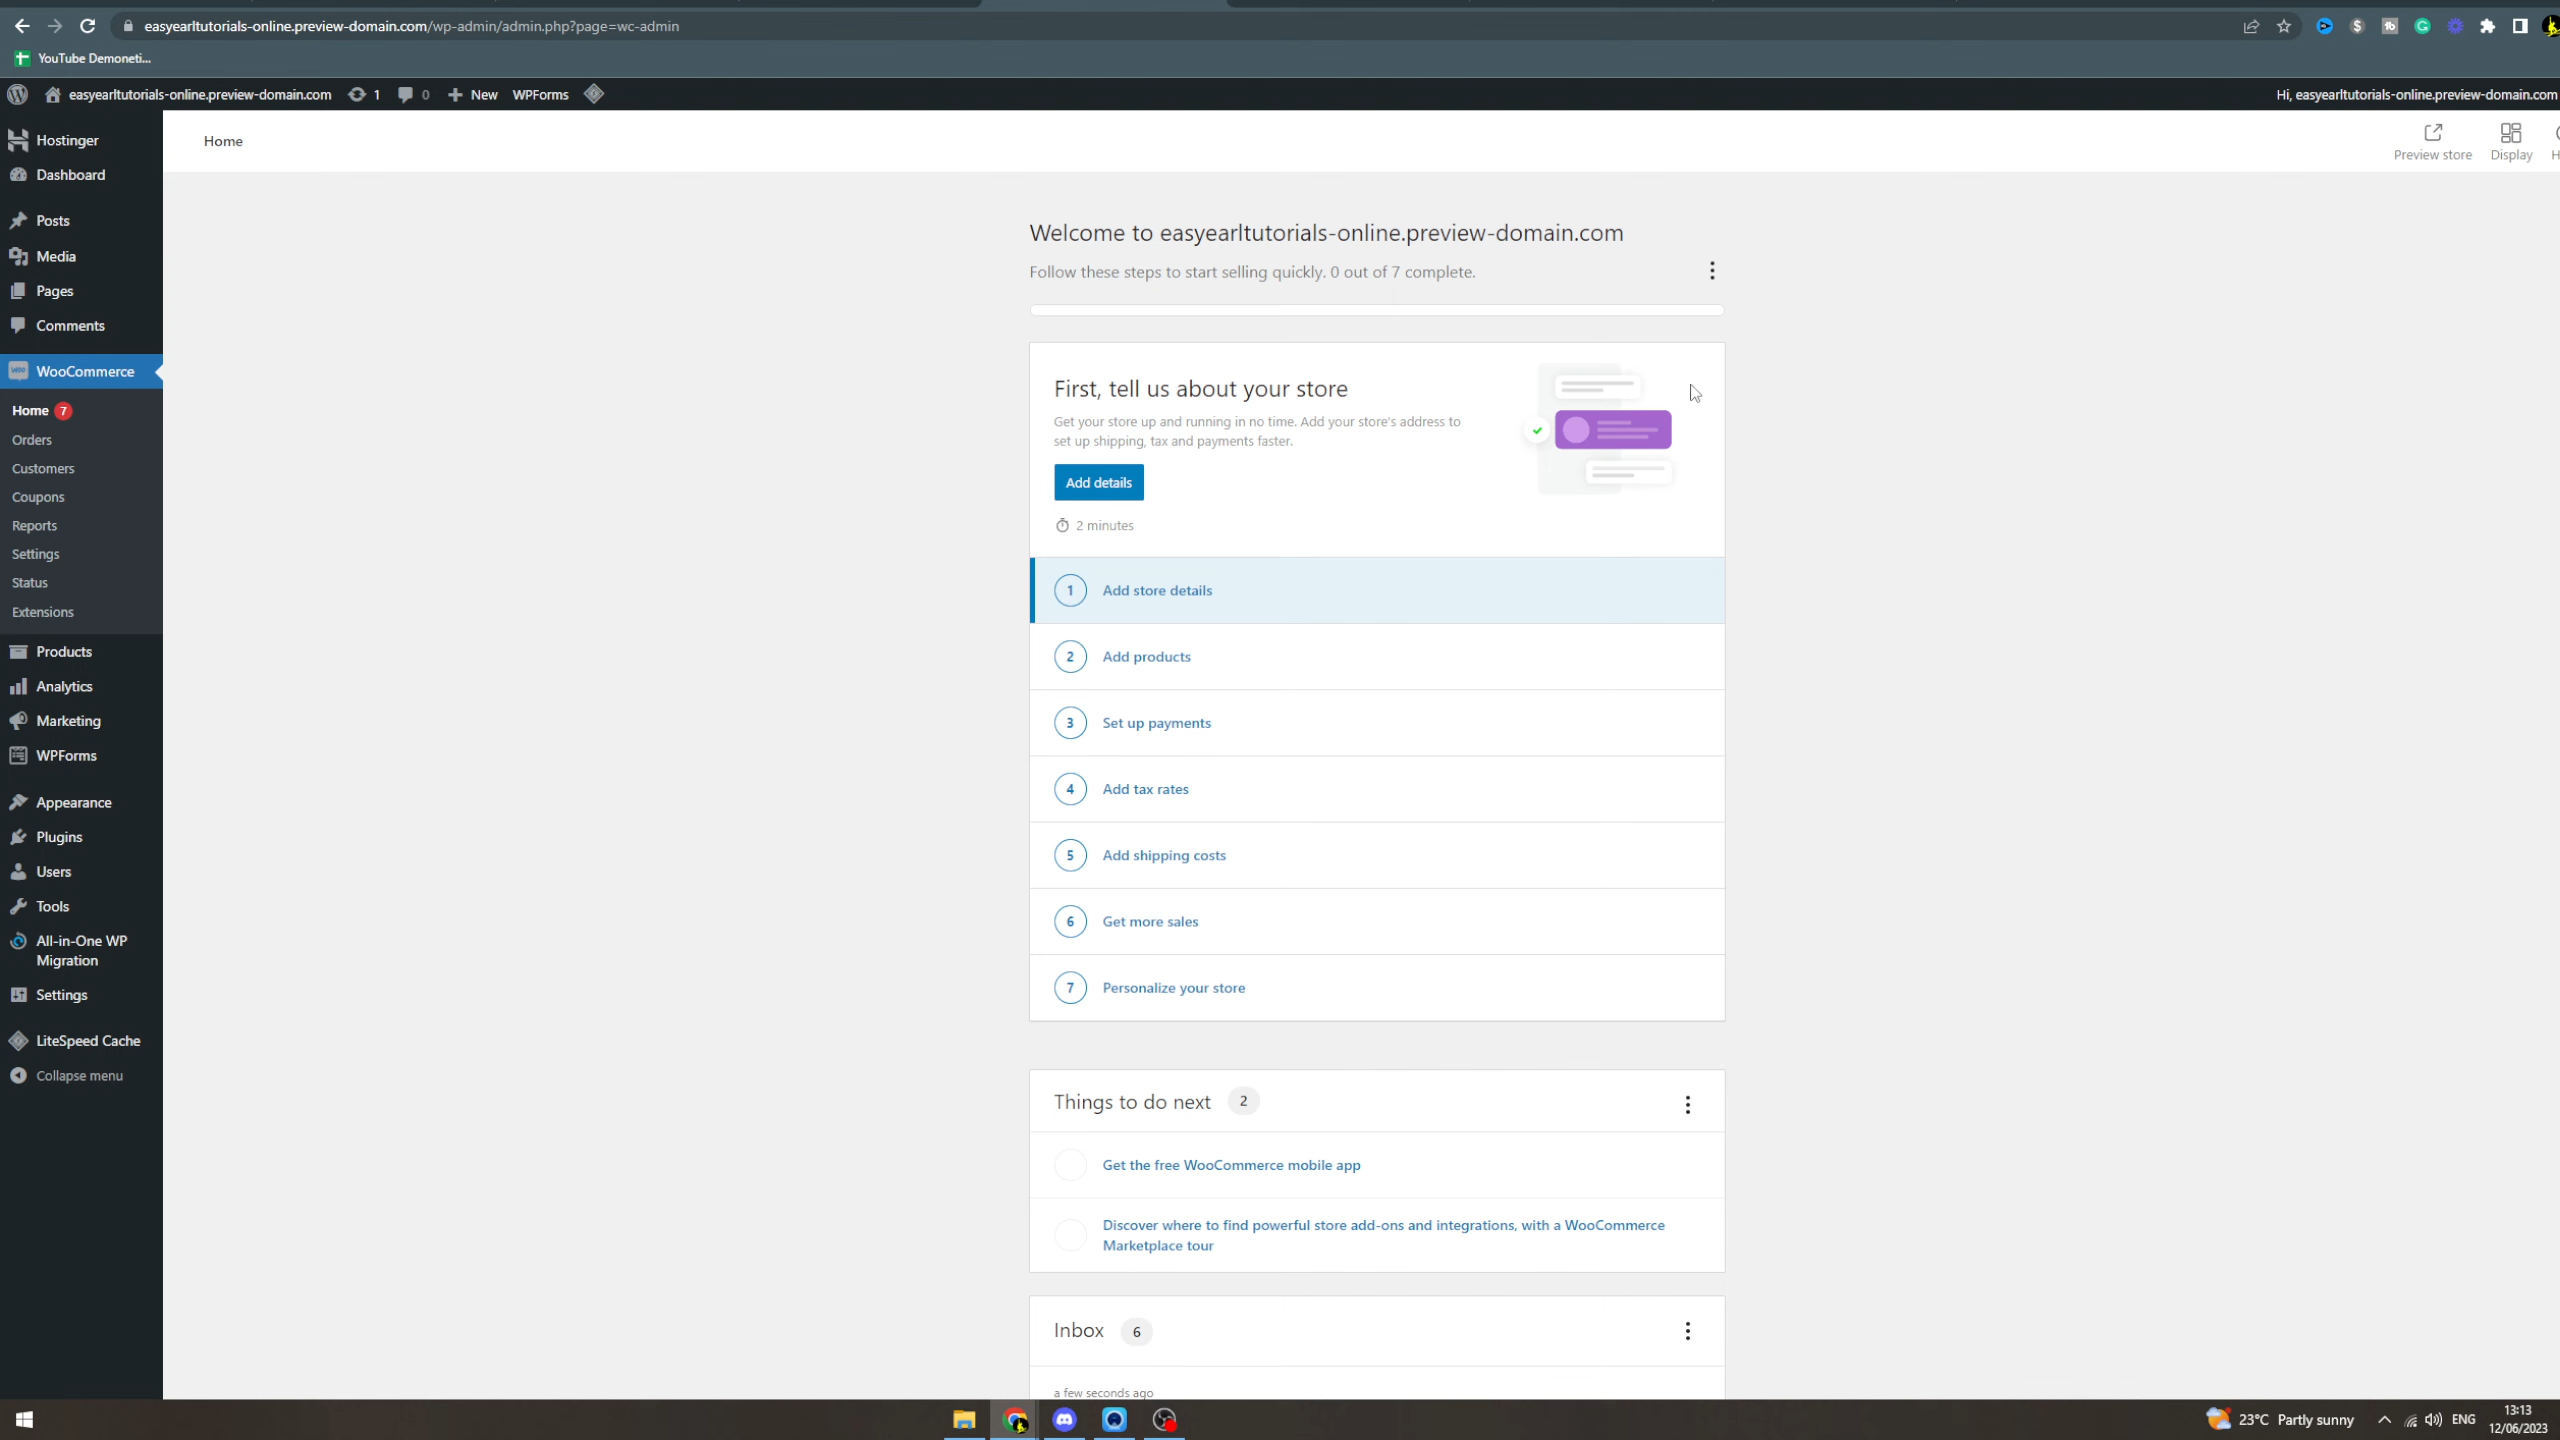 easyearltutorials-online.preview-domain.com/wp-admin/admin.php?page=wc-admin
YouTube Demoneti...
easyearltutorials-online.preview-domain.com
1
0
New
WPForms
Hi, easyearltutorials-online.preview-domain.com
Hostinger
Dashboard
Posts
Media
Pages
Comments
WooCommerce
Home 7
Orders
Customers
Coupons
Reports
Settings
Status
Extensions
Products
Analytics
Marketing
WPForms
Appearance
Plugins
Users
Tools
All-in-One WP
Migration
Settings
LiteSpeed Cache
Collapse menu
Home
Preview store
Display
Welcome to easyearltutorials-online.preview-domain.com
Follow these steps to start selling quickly. 0 out of 7 complete.
First, tell us about your store
Get your store up and running in no time. Add your store's address to
set up shipping, tax and payments faster.
Add details
2 minutes
1 Add store details
2 Add products
3 Set up payments
4 Add tax rates
5 Add shipping costs
6 Get more sales
7 Personalize your store
Things to do next 2
Get the free WooCommerce mobile app
Discover where to find powerful store add-ons and integrations, with a WooCommerce
Marketplace tour
Inbox 6
a few seconds ago
23°C Partly sunny
ENG
13:13
12/06/2023